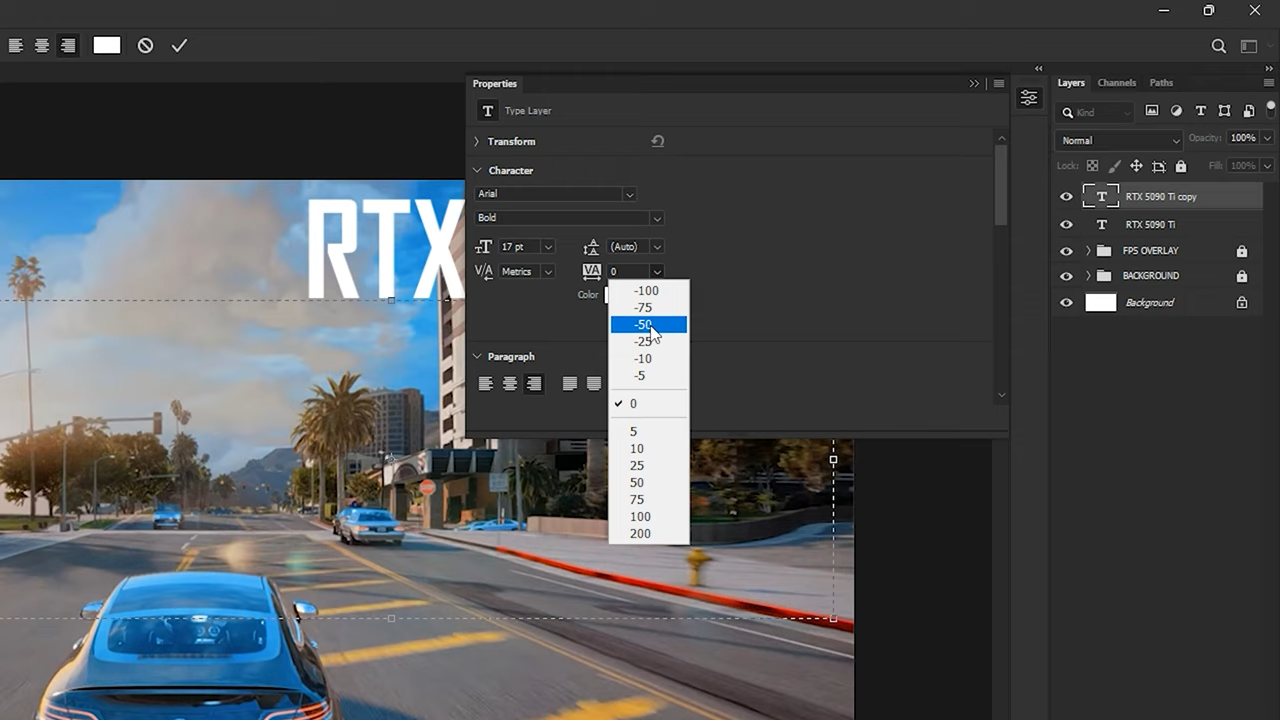 Properties
Layers Channels Paths
T Type Layer
Kind
Transform
Normal Opacity: 100%
Character
Lock: Fill: 100%
Arial
RTX 5090 Ti copy
Bold
RTX
T RTX 5090 Ti
17 pt (Auto)
FPS OVERLAY
Metrics VA 0
BACKGROUND
Color
Background
-100
-75
-50
-25
-10
-5
0
5
10
25
50
75
100
200
Paragraph